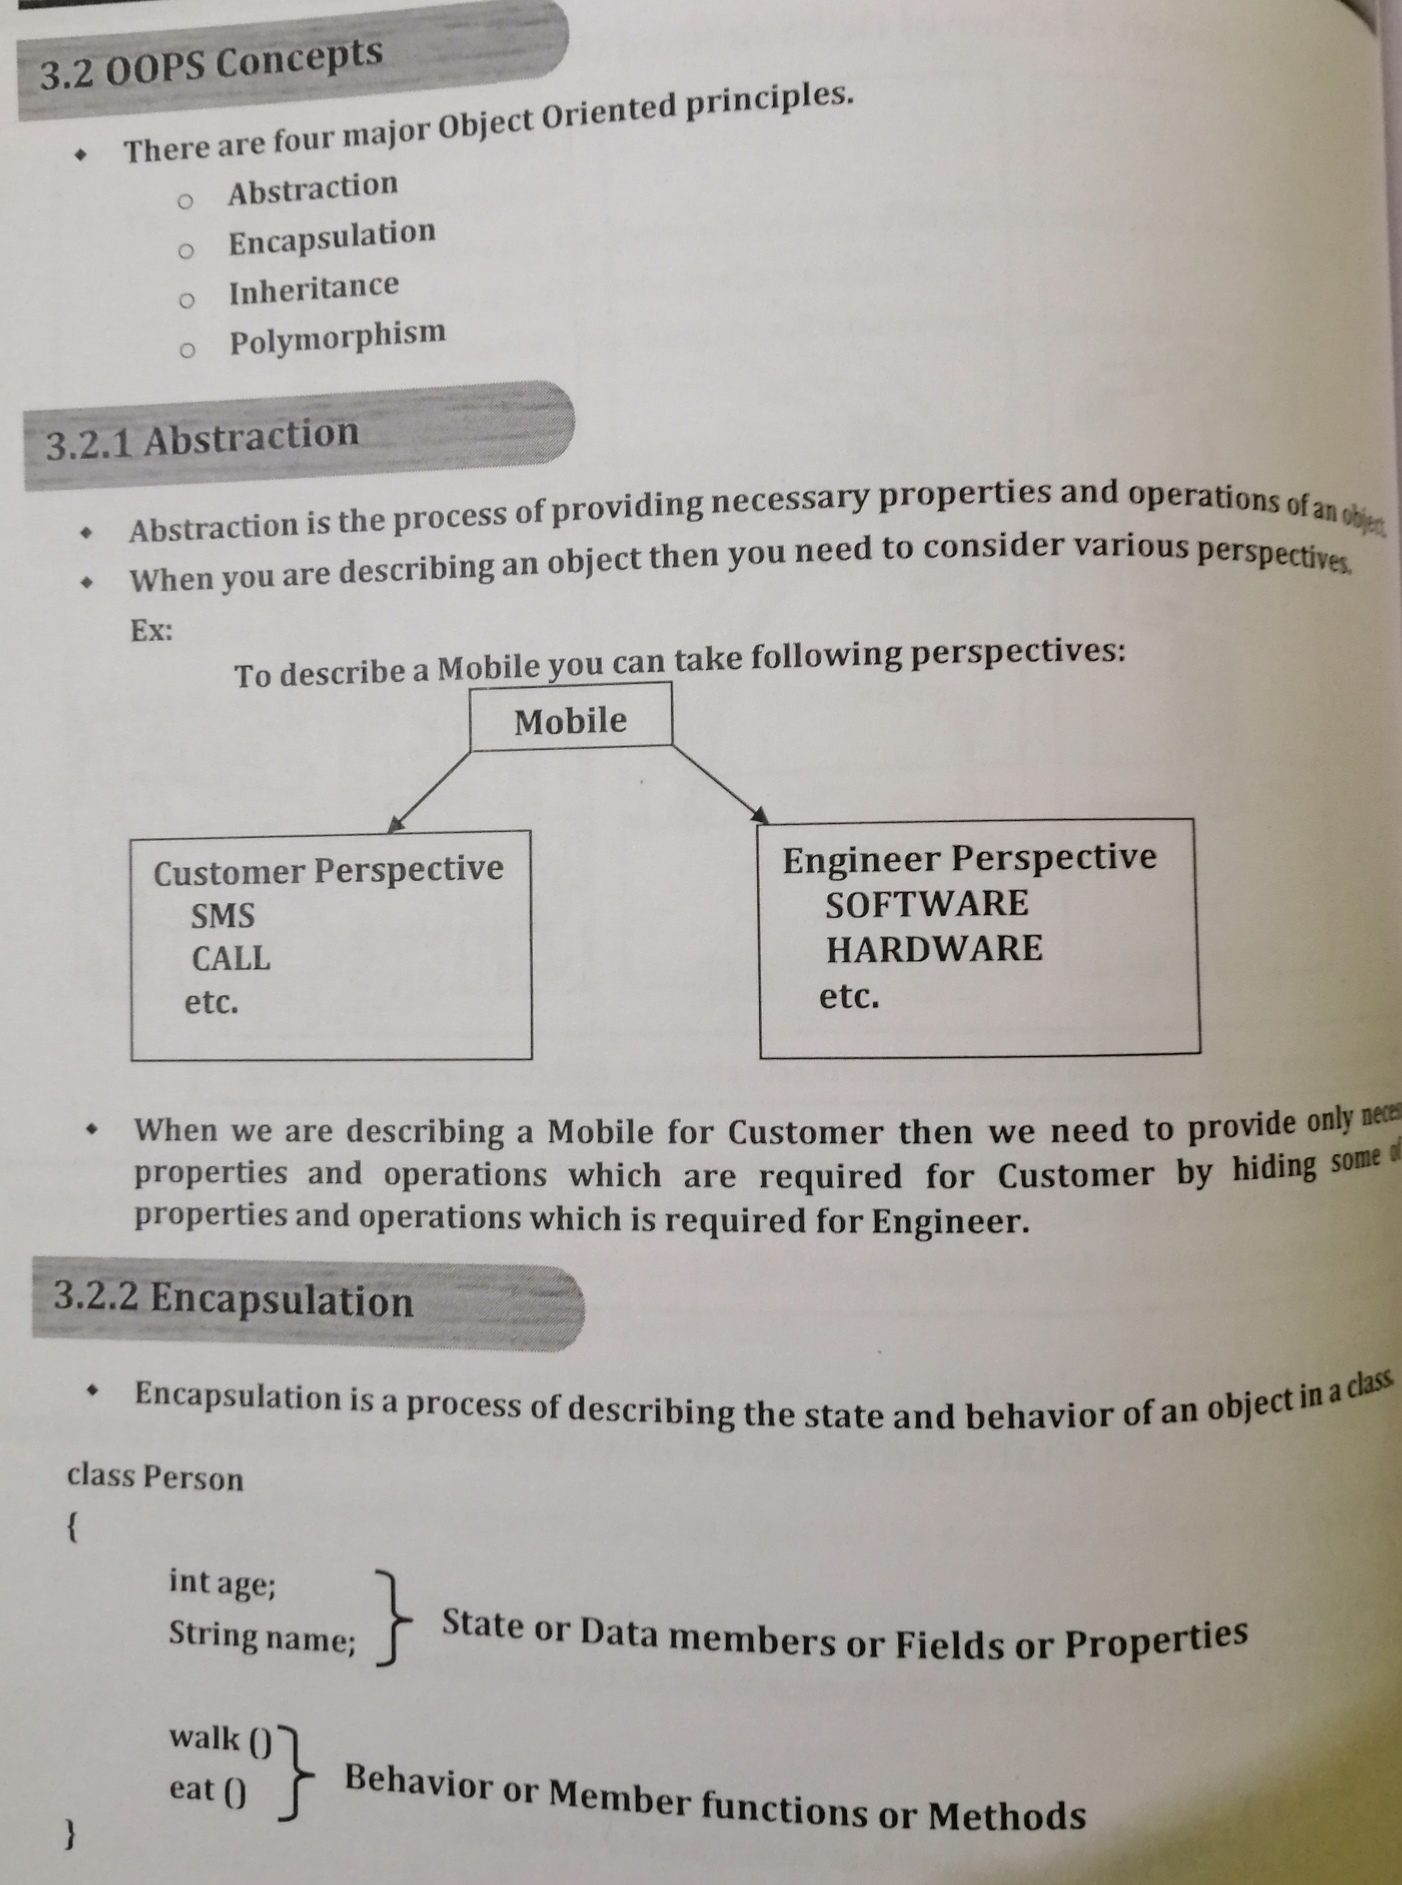 3.2 OOPS Concepts
There are four major Object Oriented principles.
Abstraction
Encapsulation
Inheritance
Polymorphism
3.2.1 Abstraction
Abstraction is the process of providing necessary properties and operations of an object.
When you are describing an object then you need to consider various perspectives.
Ex:
To describe a Mobile you can take following perspectives:
Mobile
Customer Perspective
SMS
CALL
etc.
Engineer Perspective
SOFTWARE
HARDWARE
etc.
When we are describing a Mobile for Customer then we need to provide only
properties and operations which are required for Customer by hiding some
properties and operations which is required for Engineer.
3.2.2 Encapsulation
Encapsulation is a process of describing the state and behavior of an object in a class
class Person
{
int age;
String name;
State or Data members or Fields or Properties
walk ()
eat ()
Behavior or Member functions or Methods
}